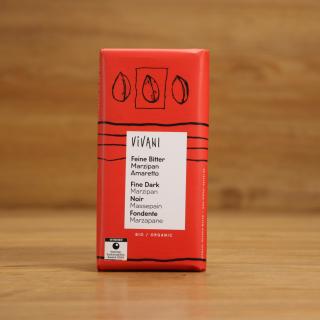 ViVANi
Feine Bitter
Marzipan
Amaretto
Fine Dark
Marzipan
Noir
Massepain
Fondente
Marzapane
BIO / ORGANIC